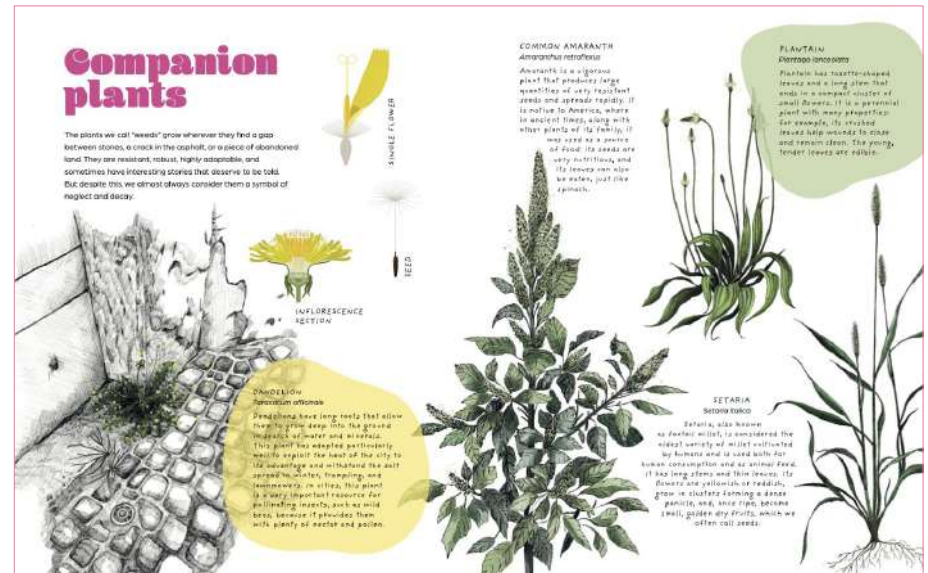 Companion
plants
The plants we call "weeds" grow wherever they find a gap
between stones, a crack in the asphalt, or a piece of abandoned
land. They are resistant, robust, highly adaptable, and
sometimes have interesting stories that deserve to be told.
But despite this, we almost always consider them a symbol of
neglect and decay.
SINGLE FLOWER
SEED
INFLORESCENCE
SECTION
DANDELION
Taraxacum officinale
Dandelions have long roots that allow
them to grow deep into the ground
in search of water and minerals.
This plant has adapted particularly
well to exploit the heat of the city to
its advantage and withstand the salt
spread in winter, trampling, and
lawnmowers. In cities, this plant
is a very important resource for
pollinating insects, such as wild
bees, because it provides them
with plenty of nectar and pollen.
COMMON AMARANTH
Amaranthus retroflexus
Amaranth is a vigorous
plant that produces large
quantities of very resistant
seeds and spreads rapidly. It
is native to America, where
in ancient times, along with
other plants of its family, it
was used as a source
of food: its seeds are
very nutritious, and
its leaves can also
be eaten, just like
spinach.
PLANTAIN
Plantago lanceolata
Plantain has rosette-shaped
leaves and a long stem that
ends in a compact cluster of
small flowers. It is a perennial
plant with many properties:
for example, its crushed
leaves help wounds to close
and remain clean. The young,
tender leaves are edible.
SETARIA
Setaria italica
Setaria, also known
as foxtail millet, is considered the
oldest variety of millet cultivated
by humans and is used both for
human consumption and as animal feed.
It has long stems and thin leaves. Its
flowers are yellowish or reddish,
grow in clusters forming a dense
panicle, and, once ripe, become
small, golden dry fruits, which we
often call seeds.